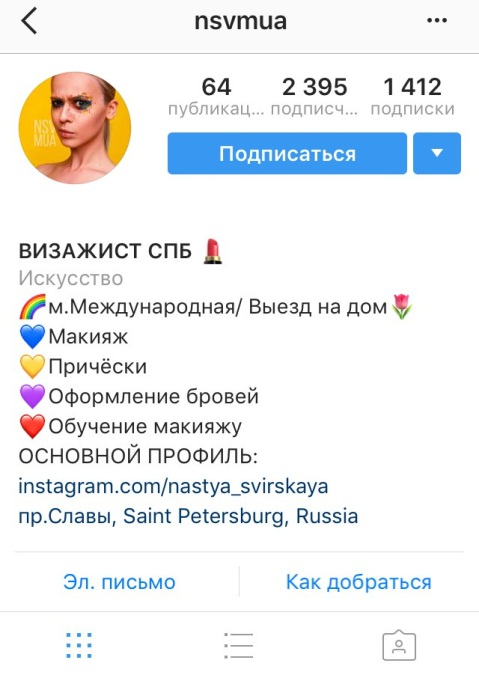 nsvmua
64 2 395 1 412
публикац... подписч... подписки
Подписаться
NSV
MUA
ВИЗАЖИСТ СПБ 💄
Искусство
🌈м.Международная/ Выезд на дом🌷
💙Макияж
💛Причёски
💜Оформление бровей
❤️Обучение макияжу
ОСНОВНОЙ ПРОФИЛЬ:
instagram.com/nastya_svirskaya
пр.Славы, Saint Petersburg, Russia
Эл. письмо Как добраться